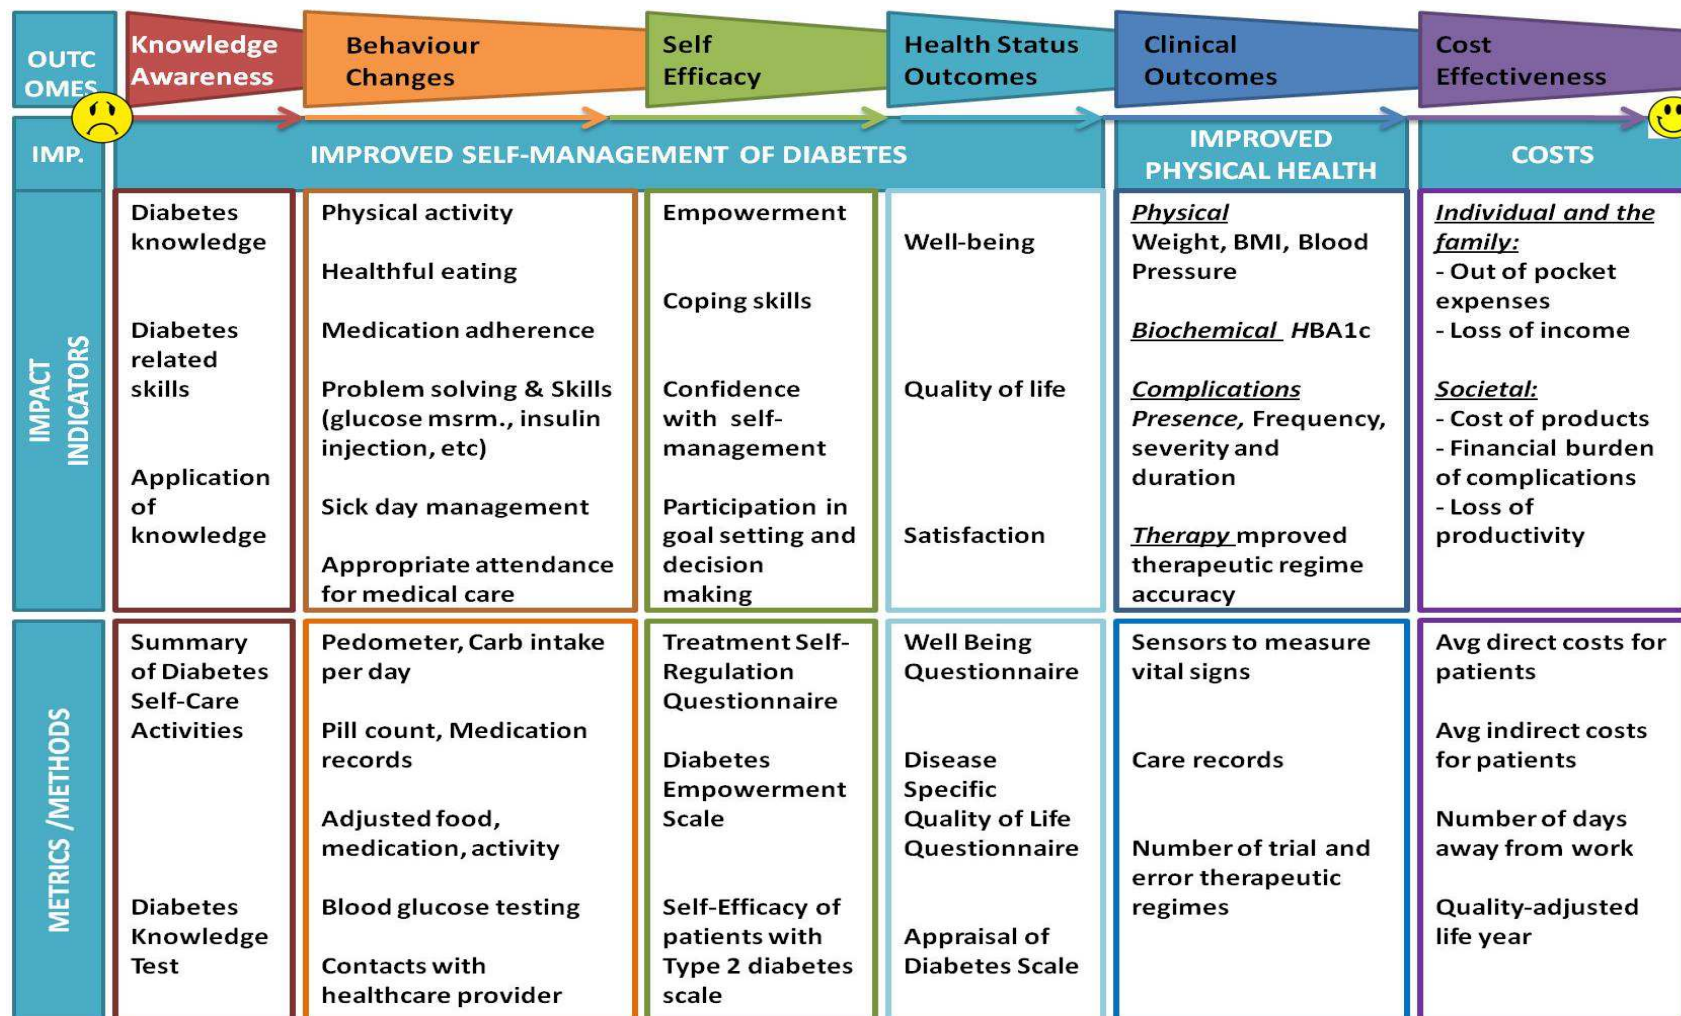 OUTC
OMES
Knowledge
Awareness
Behaviour
Changes
Self
Efficacy
Health Status
Outcomes
Clinical
Outcomes
Cost
Effectiveness
IMP.
IMPROVED SELF-MANAGEMENT OF DIABETES
IMPROVED
PHYSICAL HEALTH
COSTS
IMPACT
INDICATORS
Diabetes
knowledge
Diabetes
related
skills
Application
of
knowledge
Physical activity
Healthful eating
Medication adherence
Problem solving & Skills
(glucose msrm., insulin
injection, etc)
Sick day management
Appropriate attendance
for medical care
Empowerment
Coping skills
Confidence
with self-
management
Participation in
goal setting and
decision
making
Well-being
Quality of life
Satisfaction
Physical
Weight, BMI, Blood
Pressure
Biochemical HBA1c
Complications
Presence, Frequency,
severity and
duration
Therapy mproved
therapeutic regime
accuracy
Individual and the
family:
- Out of pocket
expenses
- Loss of income
Societal:
- Cost of products
- Financial burden
of complications
- Loss of
productivity
METRICS /METHODS
Summary
of Diabetes
Self-Care
Activities
Diabetes
Knowledge
Test
Pedometer, Carb intake
per day
Pill count, Medication
records
Adjusted food,
medication, activity
Blood glucose testing
Contacts with
healthcare provider
Treatment Self-
Regulation
Questionnaire
Diabetes
Empowerment
Scale
Self-Efficacy of
patients with
Type 2 diabetes
scale
Well Being
Questionnaire
Disease
Specific
Quality of Life
Questionnaire
Appraisal of
Diabetes Scale
Sensors to measure
vital signs
Care records
Number of trial and
error therapeutic
regimes
Avg direct costs for
patients
Avg indirect costs
for patients
Number of days
away from work
Quality-adjusted
life year